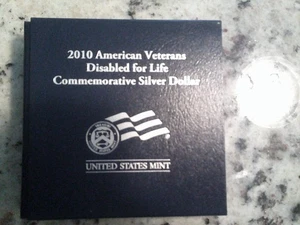 2010 American Veterans
Disabled for Life
Commemorative Silver Dollar
UNITED STATES MINT